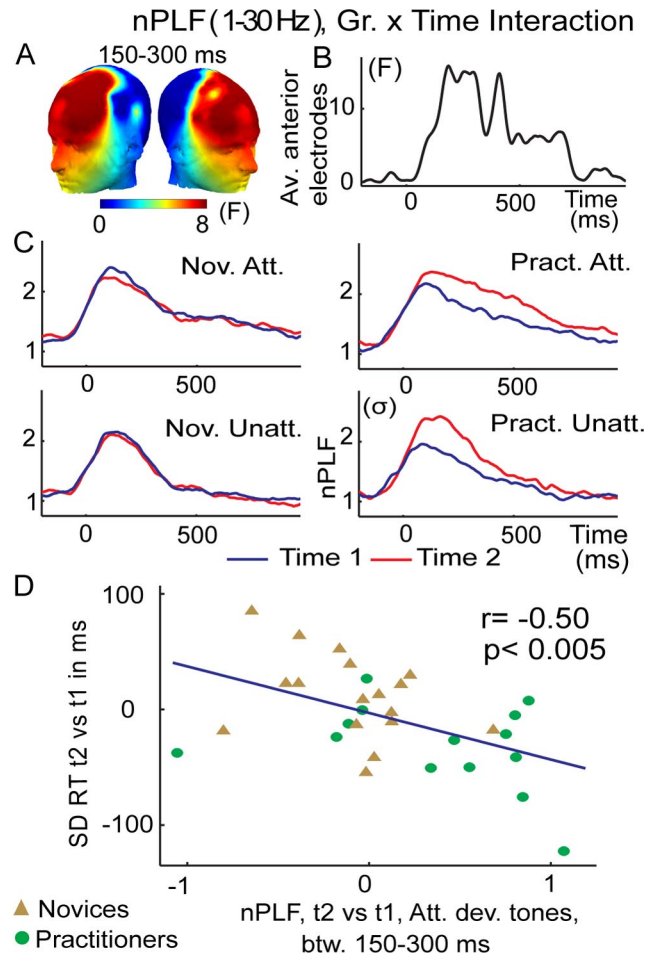 nPLF(1-30Hz), Gr. x Time Interaction
A
150-300 ms
0
8
(F)
B
(F)
Av. anterior
electrodes
10
0
0
500
Time
(ms)
C
Nov. Att.
2
1
0
500
Pract. Att.
2
1
0
500
Nov. Unatt.
2
1
0
500
(σ)
Pract. Unatt.
nPLF
2
1
0
500
Time
(ms)
Time 1
Time 2
D
SD RT t2 vs t1 in ms
100
0
-100
r= -0.50
p< 0.005
-1
0
1
Novices
Practitioners
nPLF, t2 vs t1, Att. dev. tones,
btw. 150-300 ms